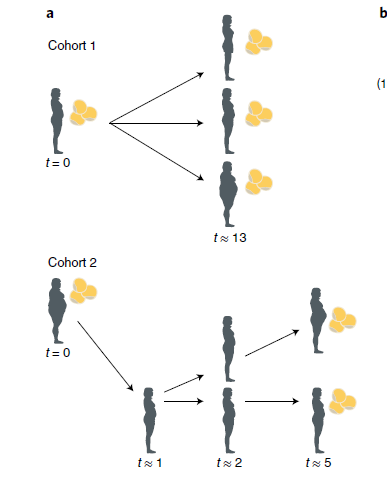 a
b
Cohort 1
(1
t = 0
t ≈ 13
Cohort 2
t = 0
t ≈ 1
t ≈ 2
t ≈ 5